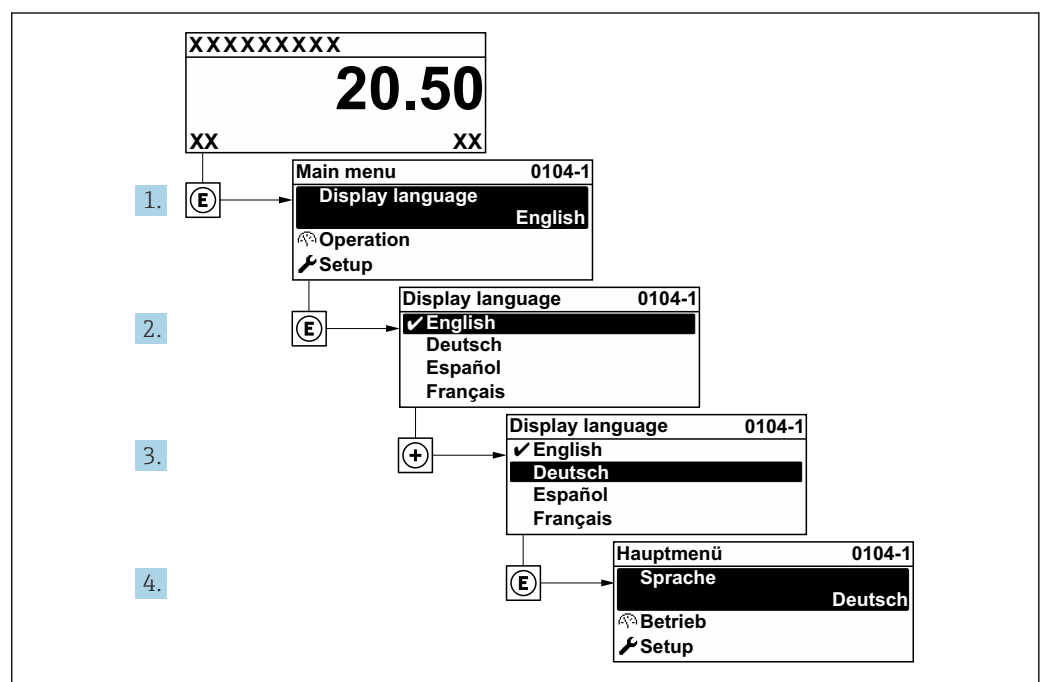 XXXXXXXXX
20.50
XX XX
1. E
Main menu 0104-1
Display language
English
Operation
Setup
2. E
Display language 0104-1
✔English
Deutsch
Español
Français
3. +
Display language 0104-1
✔English
Deutsch
Español
Français
4. E
Hauptmenü 0104-1
Sprache
Deutsch
Betrieb
Setup